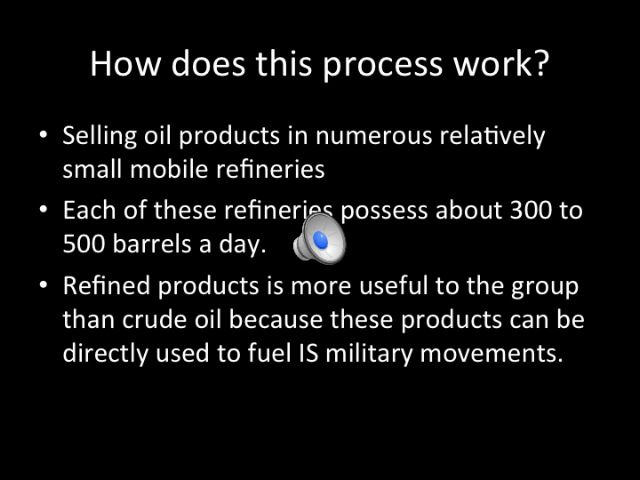 How does this process work?
• Selling oil products in numerous relatively
small mobile refineries
• Each of these refineries possess about 300 to
500 barrels a day.
• Refined products is more useful to the group
than crude oil because these products can be
directly used to fuel IS military movements.